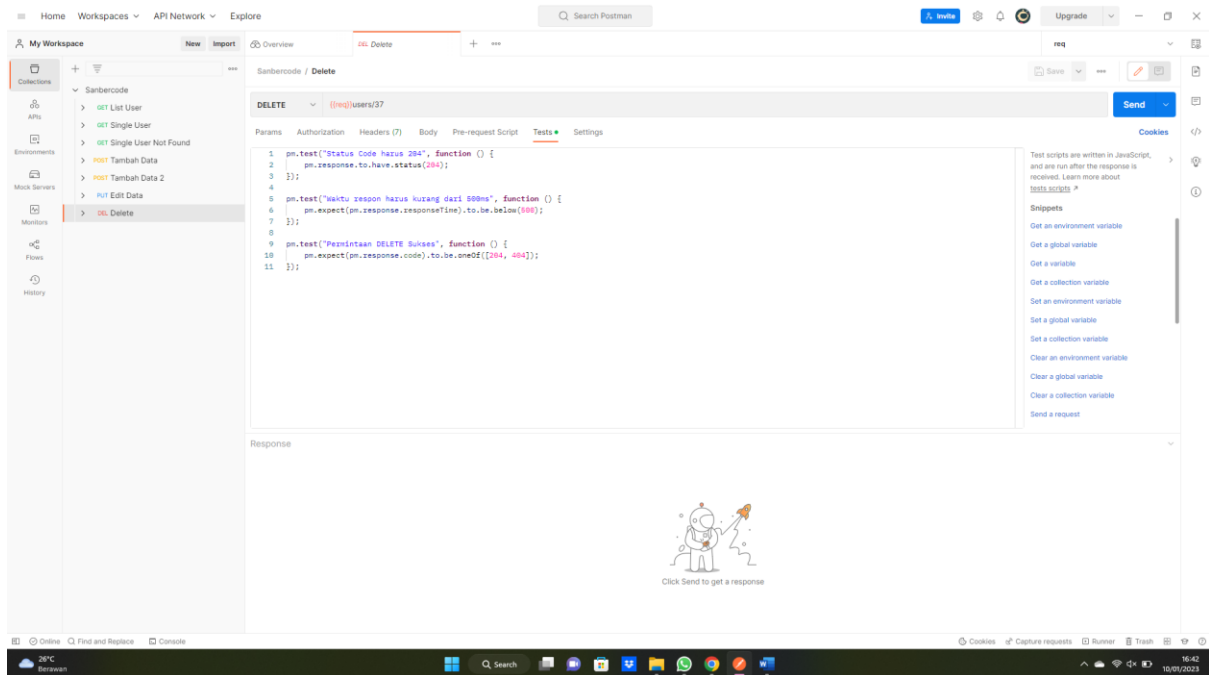 Home Workspaces API Network Explore Search Postman Invite Upgrade
My Workspace New Import Overview DEL Delete req
Collections
APIs
Environments
Mock Servers
Monitors
Flows
History
Sanbercode
GET List User
GET Single User
GET Single User Not Found
POST Tambah Data
POST Tambah Data 2
PUT Edit Data
DEL Delete
Sanbercode / Delete Save
DELETE {{req}}users/37 Send
Params Authorization Headers (7) Body Pre-request Script Tests Settings Cookies
1 pm.test("Status Code harus 204", function () {
2 pm.response.to.have.status(204);
3 });
4
5 pm.test("Waktu respon harus kurang dari 500ms", function () {
6 pm.expect(pm.response.responseTime).to.be.below(500);
7 });
8
9 pm.test("Permintaan DELETE Sukses", function () {
10 pm.expect(pm.response.code).to.be.oneOf([204, 404]);
11 });
Test scripts are written in JavaScript,
and are run after the response is
received. Learn more about
tests scripts
Snippets
Get an environment variable
Get a global variable
Get a variable
Get a collection variable
Set an environment variable
Set a global variable
Set a collection variable
Clear an environment variable
Clear a global variable
Clear a collection variable
Send a request
Response
Click Send to get a response
Online Find and Replace Console Cookies Capture requests Runner Trash
26°C
Berawan
Search
16:42
10/01/2023